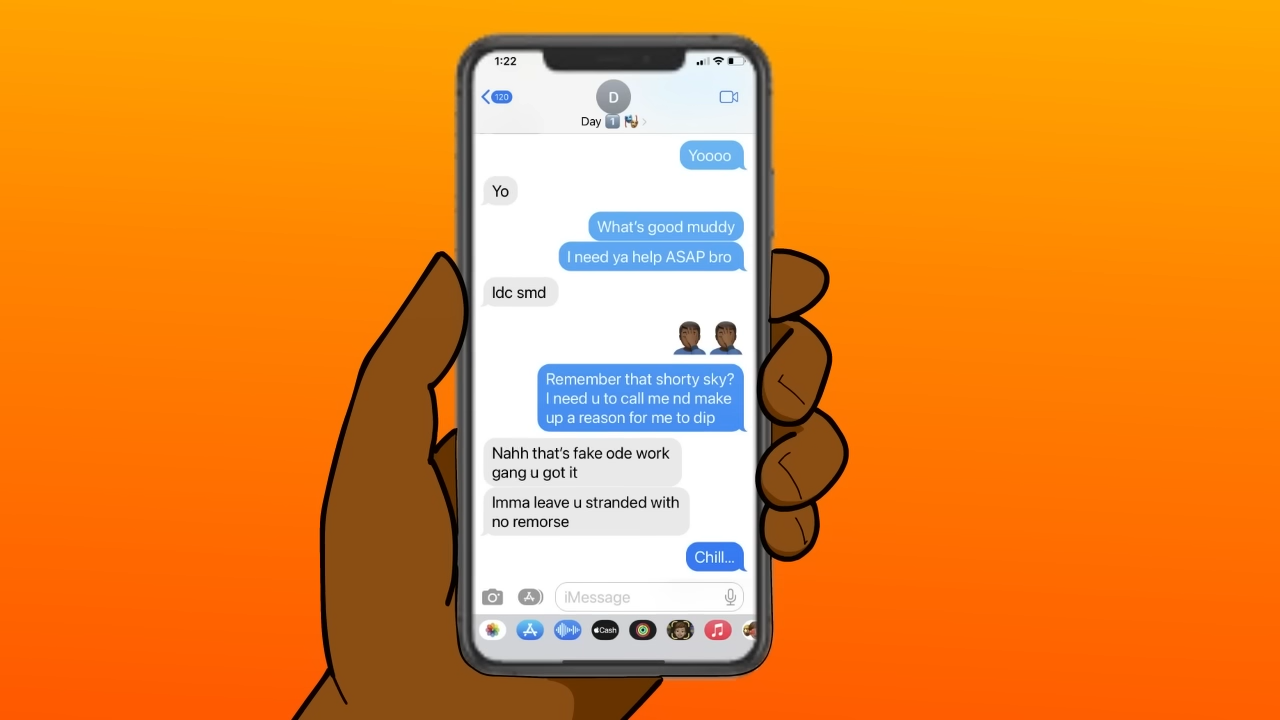 1:22
120
D
Day 1️⃣
Yoooo
Yo
What's good muddy
I need ya help ASAP bro
Idc smd
Remember that shorty sky?
I need u to call me nd make
up a reason for me to dip
Nahh that's fake ode work
gang u got it
Imma leave u stranded with
no remorse
Chill...
iMessage
Cash